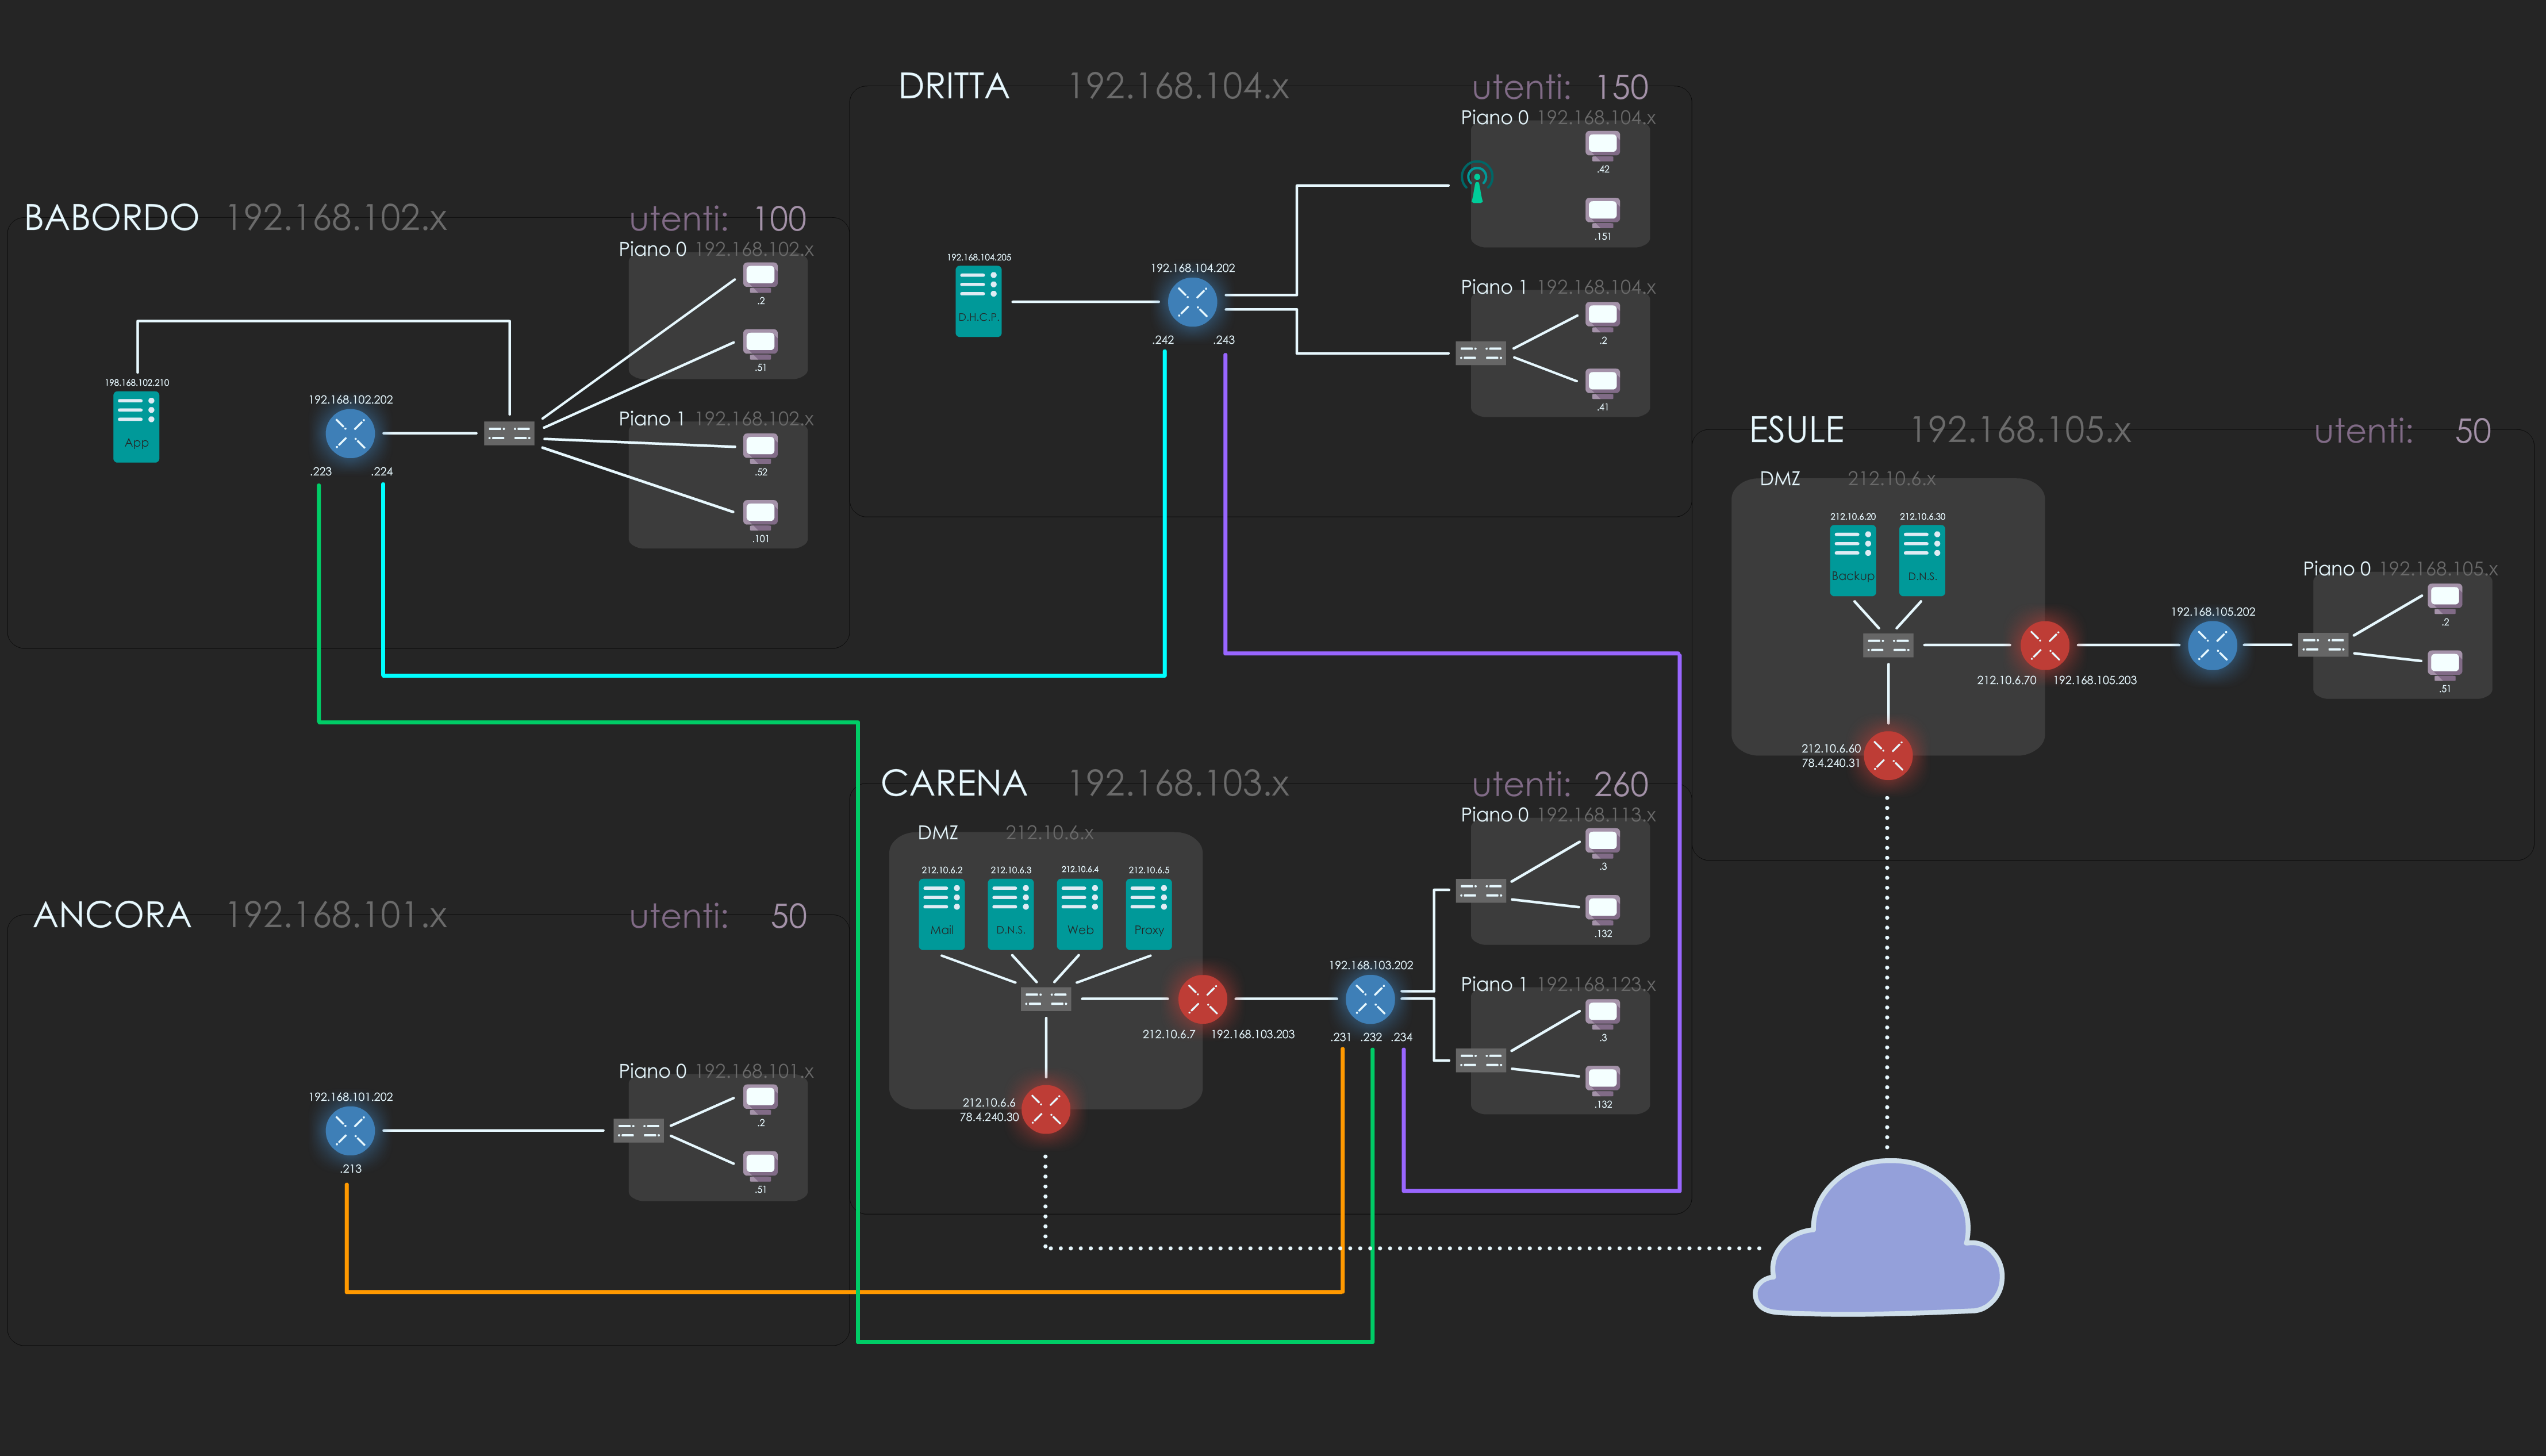 DRITTA 192.168.104.x utenti: 150
Piano 0 192.168.104.x
.42
.151
192.168.104.205
D.H.C.P.
192.168.104.202
.242 .243
Piano 1 192.168.104.x
.2
.41
BABORDO 192.168.102.x utenti: 100
Piano 0 192.168.102.x
.2
.51
198.168.102.210
App
192.168.102.202
.223 .224
Piano 1 192.168.102.x
.52
.101
ESULE 192.168.105.x utenti: 50
DMZ 212.10.6.x
212.10.6.20 212.10.6.30
Backup D.N.S.
212.10.6.70 192.168.105.203
212.10.6.60
78.4.240.31
192.168.105.202
Piano 0 192.168.105.x
.2
.51
CARENA 192.168.103.x utenti: 260
DMZ 212.10.6.x
212.10.6.2 212.10.6.3 212.10.6.4 212.10.6.5
Mail D.N.S. Web Proxy
212.10.6.7 192.168.103.203
212.10.6.6
78.4.240.30
192.168.103.202
.231 .232 .234
Piano 0 192.168.113.x
.3
.132
Piano 1 192.168.123.x
.3
.132
ANCORA 192.168.101.x utenti: 50
192.168.101.202
.213
Piano 0 192.168.101.x
.2
.51